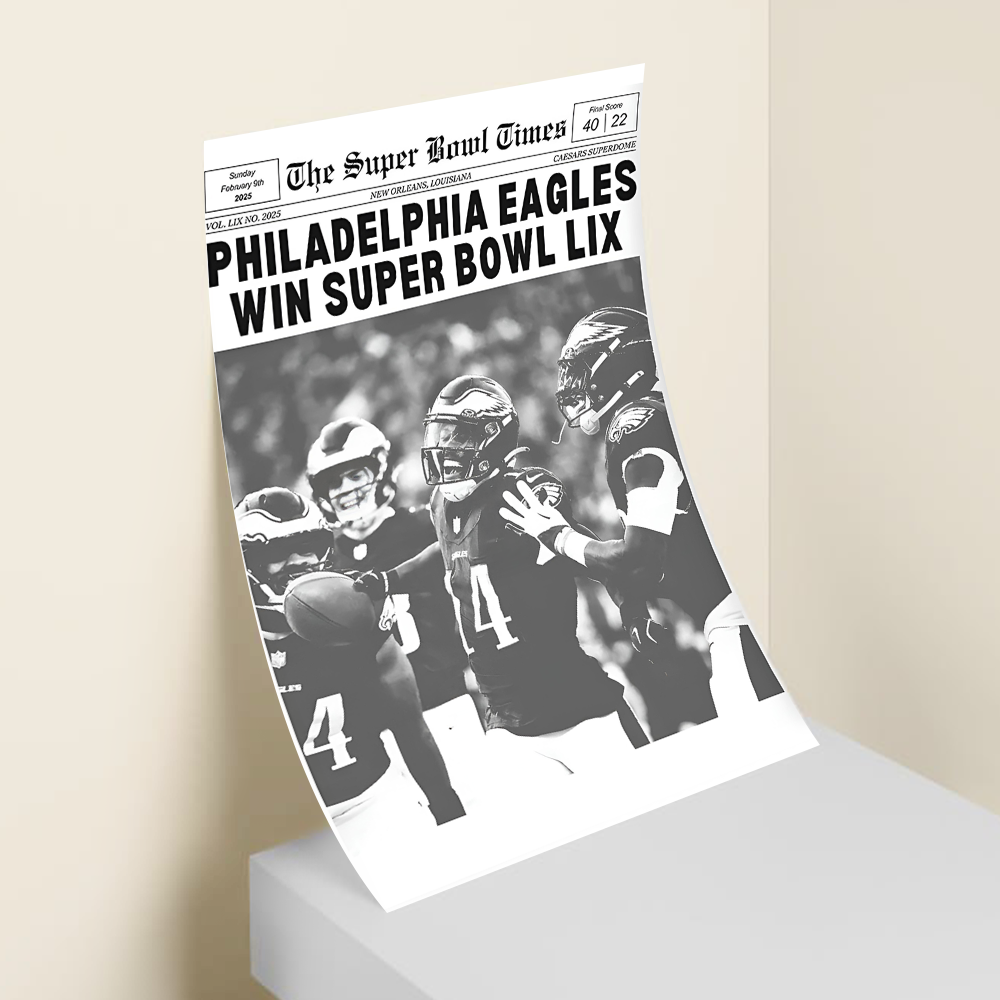 Sunday
February 9th
2025
The Super Bowl Times
Final Score
40 | 22
VOL. LIX NO. 2025
NEW ORLEANS, LOUISIANA
CAESARS SUPERDOME
PHILADELPHIA EAGLES
WIN SUPER BOWL LIX
EAGLES
14
4